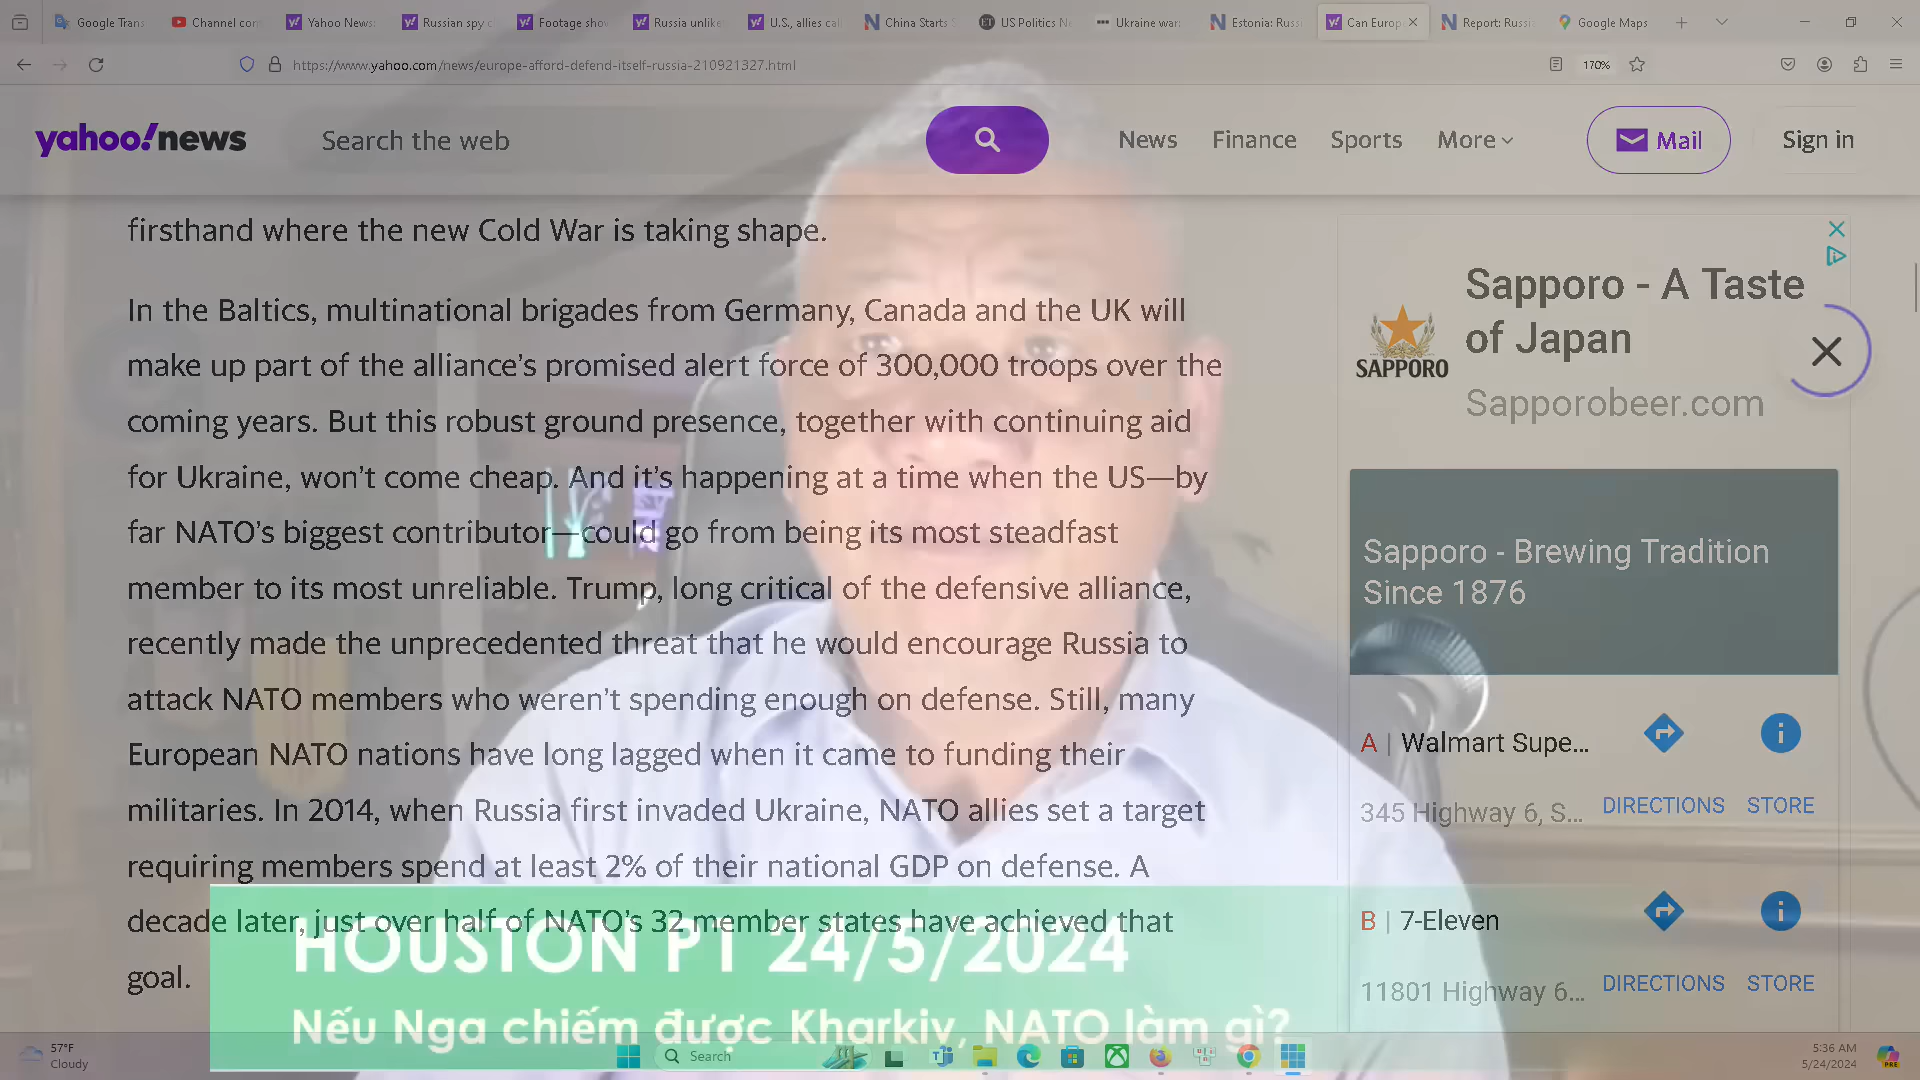 Google Trans
Channel com
Yahoo News:
Russian spy c
Footage shov
Russia unlike
U.S., allies cal
China Starts S
US Politics Ne
Ukraine war:
Estonia: Russ
Can Europ
Report: Russi
Google Maps
https://www.yahoo.com/news/europe-afford-defend-itself-russia-210921327.html
170%
yahoo!news
Search the web
News
Finance
Sports
More
Mail
Sign in
firsthand where the new Cold War is taking shape.
In the Baltics, multinational brigades from Germany, Canada and the UK will
make up part of the alliance’s promised alert force of 300,000 troops over the
coming years. But this robust ground presence, together with continuing aid
for Ukraine, won’t come cheap. And it’s happening at a time when the US—by
far NATO’s biggest contributor—could go from being its most steadfast
member to its most unreliable. Trump, long critical of the defensive alliance,
recently made the unprecedented threat that he would encourage Russia to
attack NATO members who weren’t spending enough on defense. Still, many
European NATO nations have long lagged when it came to funding their
militaries. In 2014, when Russia first invaded Ukraine, NATO allies set a target
requiring members spend at least 2% of their national GDP on defense. A
decade later, just over half of NATO’s 32 member states have achieved that
goal.
Sapporo - A Taste
of Japan
SAPPORO
Sapporobeer.com
Sapporo - Brewing Tradition
Since 1876
A | Walmart Supe...
345 Highway 6, S...
DIRECTIONS
STORE
B | 7-Eleven
11801 Highway 6...
DIRECTIONS
STORE
HOUSTON PT 24/5/2024
Nếu Nga chiếm được Kharkiv, NATO làm gì?
57°F
Cloudy
Search
5:36 AM
5/24/2024